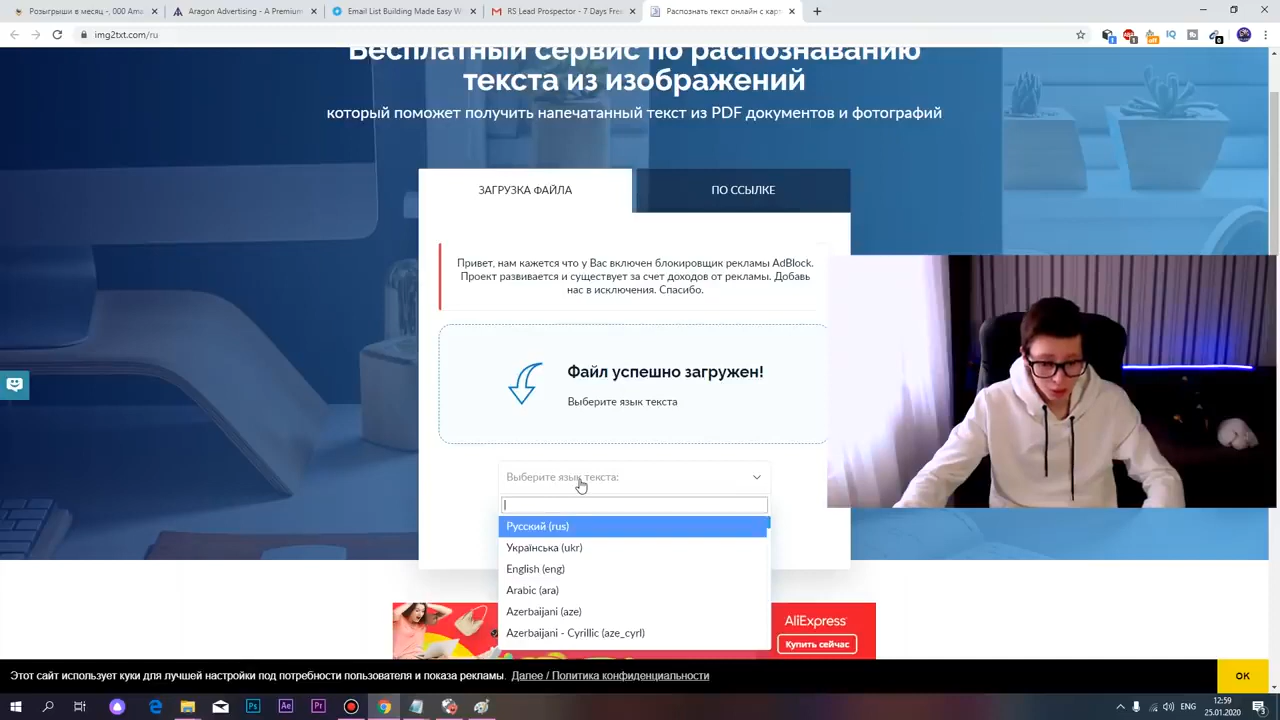 $ Розыгрыши - ,000 Ama
Aragon Advertising - Adverti
Email List Building Made Easy W
RS Lead Prospector - 7 Days Free
Распознать текст онлайн с карт
img2txt.com/ru
Бесплатный сервис по распознаванию
текста из изображений
который поможет получить напечатанный текст из PDF документов и фотографий
ЗАГРУЗКА ФАЙЛА
ПО ССЫЛКЕ
Привет, нам кажется что у Вас включен блокировщик рекламы AdBlock.
Проект развивается и существует за счет доходов от рекламы. Добавь
нас в исключения. Спасибо.
Файл успешно загружен!
Выберите язык текста
Выберите язык текста:
Русский (rus)
Українська (ukr)
English (eng)
Arabic (ara)
Azerbaijani (aze)
Azerbaijani - Cyrillic (aze_cyrl)
AliExpress
Купить сейчас
Этот сайт использует куки для лучшей настройки под потребности пользователя и показа рекламы. Далее / Политика конфиденциальности
OK
ENG
12:59
25.01.2020